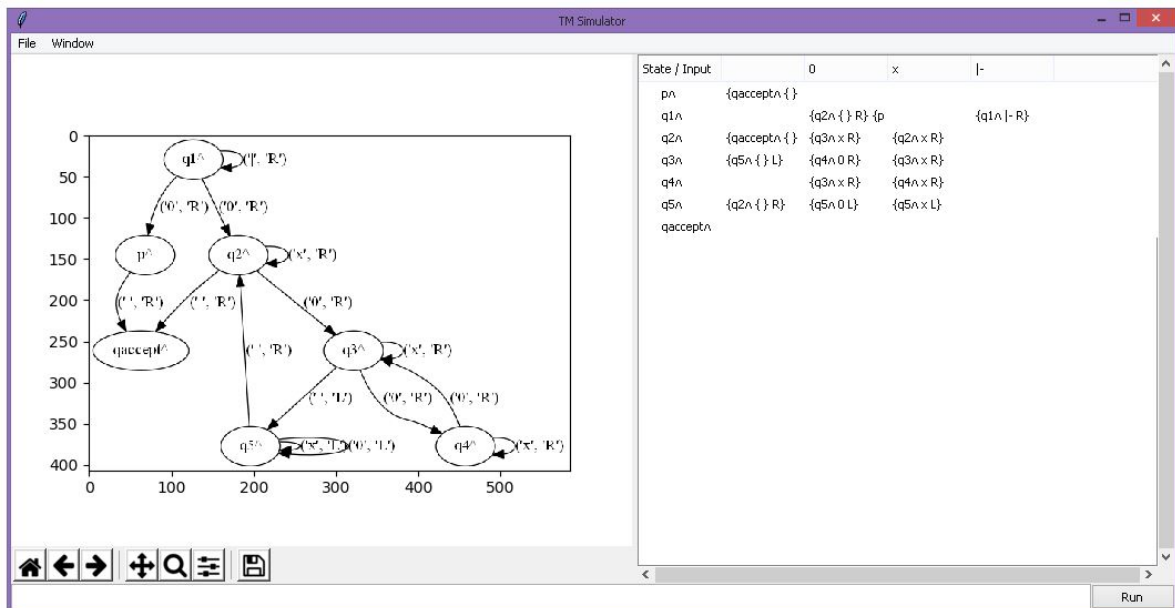 TM Simulator
File Window
State / Input 0 x |-
p^ {qaccept^ { }
q1^ {q2^ { } R} {p {q1^ |- R}
q2^ {qaccept^ { } {q3^ x R} {q2^ x R}
q3^ {q5^ { } L} {q4^ 0 R} {q3^ x R}
q4^ {q3^ x R} {q4^ x R}
q5^ {q2^ { } R} {q5^ 0 L} {q5^ x L}
qaccept^
0
50
100
150
200
250
300
350
400
q1^ ('|', 'R')
('0', 'R') ('0', 'R')
p^ q2^ ('x', 'R')
(' ', 'R') (' ', 'R') ('0', 'R')
qaccept^ (' ', 'R') q3^ ('x', 'R')
(' ', 'L') ('0', 'R') ('0', 'R')
q5^ ('x', 'L') ('0', 'L') q4^ ('x', 'R')
0 100 200 300 400 500
Run